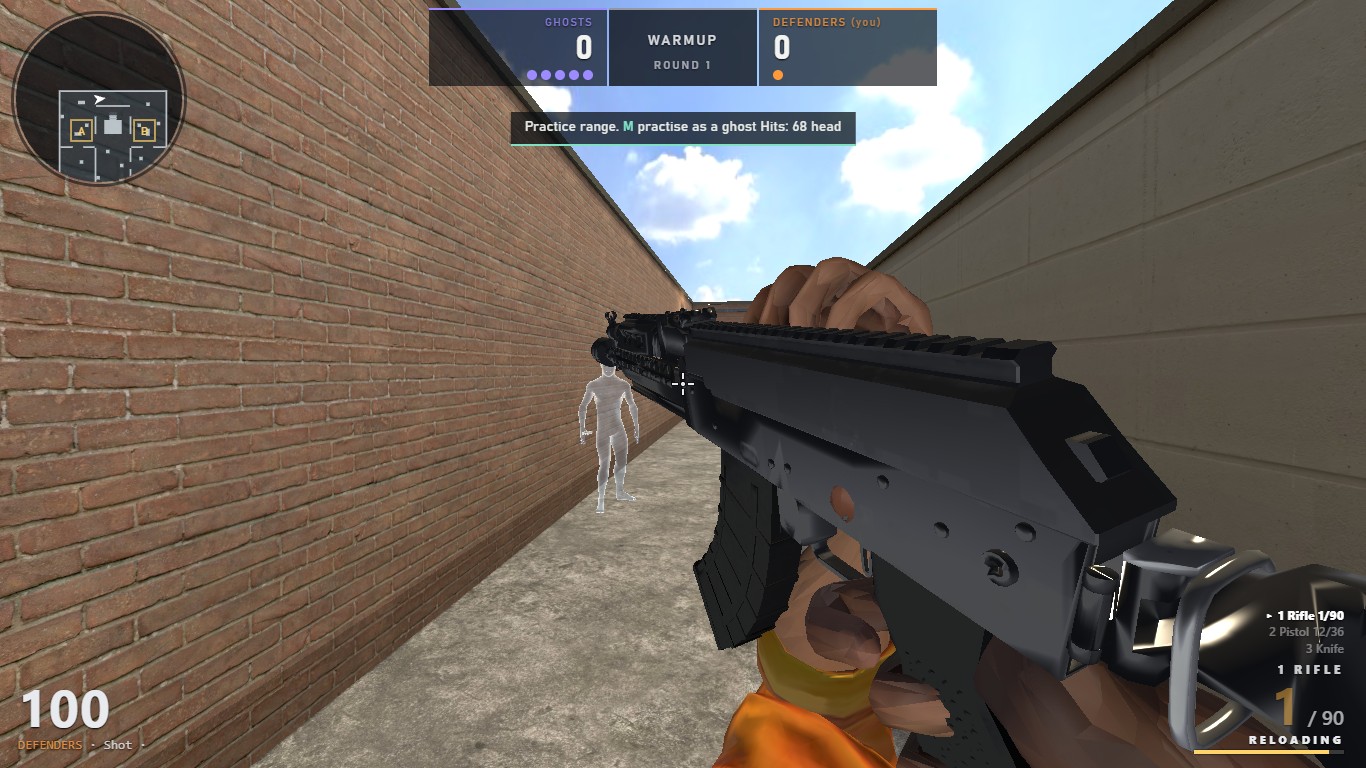 GHOSTS
0
WARMUP
ROUND 1
DEFENDERS (you)
0
Practice range. M practise as a ghost Hits: 68 head
A
B
▸ 1 Rifle 1/90
2 Pistol 12/36
3 Knife
1 RIFLE
1 / 90
RELOADING
100
DEFENDERS · Shot ·